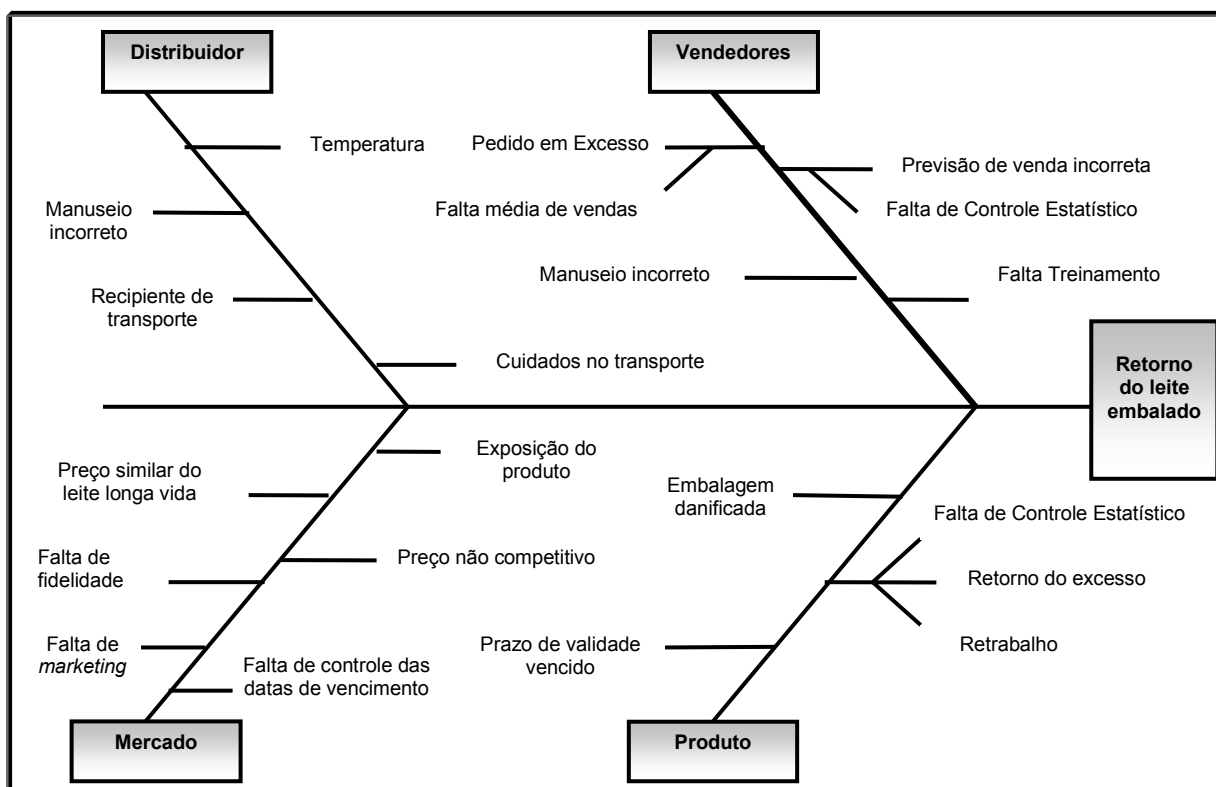 Distribuidor
Vendedores
Temperatura
Pedido em Excesso
Previsão de venda incorreta
Manuseio
incorreto
Falta média de vendas
Falta de Controle Estatístico
Manuseio incorreto
Falta Treinamento
Recipiente de
transporte
Cuidados no transporte
Retorno
do leite
embalado
Exposição do
produto
Preço similar do
leite longa vida
Embalagem
danificada
Falta de Controle Estatístico
Preço não competitivo
Falta de
fidelidade
Retorno do excesso
Falta de
marketing
Falta de controle das
datas de vencimento
Prazo de validade
vencido
Retrabalho
Mercado
Produto